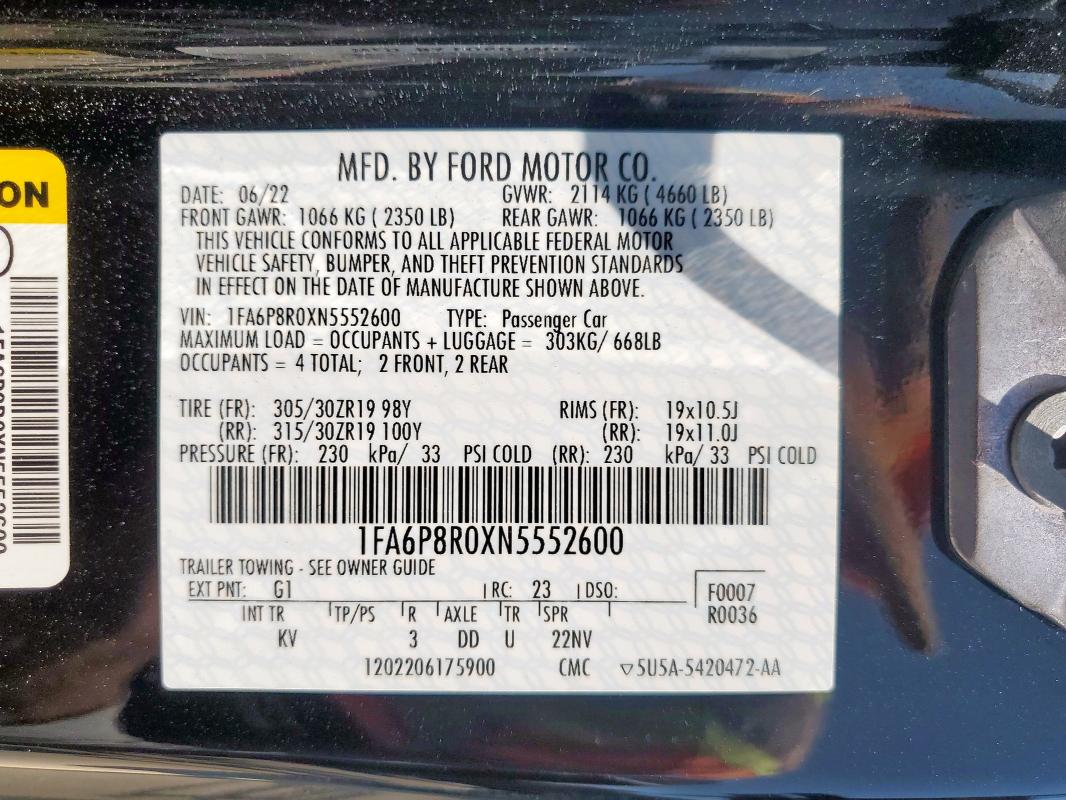 MFD. BY FORD MOTOR CO.
DATE: 06/22 GVWR: 2114 KG ( 4660 LB)
FRONT GAWR: 1066 KG ( 2350 LB) REAR GAWR: 1066 KG ( 2350 LB)
THIS VEHICLE CONFORMS TO ALL APPLICABLE FEDERAL MOTOR
VEHICLE SAFETY, BUMPER, AND THEFT PREVENTION STANDARDS
IN EFFECT ON THE DATE OF MANUFACTURE SHOWN ABOVE.
VIN: 1FA6P8R0XN5552600 TYPE: Passenger Car
MAXIMUM LOAD = OCCUPANTS + LUGGAGE = 303KG/ 668LB
OCCUPANTS = 4 TOTAL; 2 FRONT, 2 REAR
TIRE (FR): 305/30ZR19 98Y RIMS (FR): 19x10.5J
(RR): 315/30ZR19 100Y (RR): 19x11.0J
PRESSURE (FR): 230 kPa/ 33 PSI COLD (RR): 230 kPa/ 33 PSI COLD
1FA6P8R0XN5552600
TRAILER TOWING - SEE OWNER GUIDE
EXT PNT: G1 RC: 23 DSO: F0007
INT TR TP/PS R AXLE TR SPR R0036
KV 3 DD U 22NV
1202206175900 CMC ▽5U5A-5420472-AA
ON